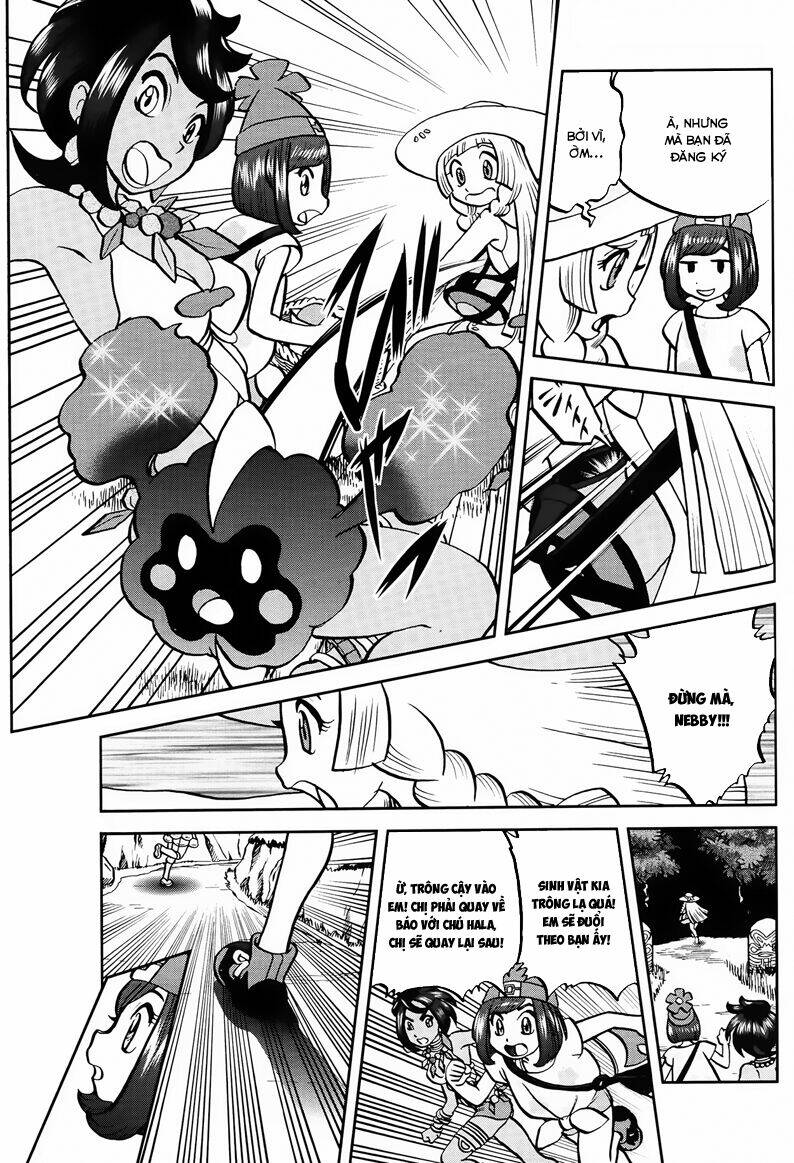 À, NHƯNG
MÀ BẠN ĐÃ
ĐĂNG KÝ
BỞI VÌ,
ỜM...
ĐỪNG MÀ,
NEBBY!!!
SINH VẬT KIA
TRÔNG LẠ QUÁ!
EM SẼ ĐUỔI
THEO BẠN ẤY!
Ừ, TRÔNG CẬY VÀO
EM! CHỊ PHẢI QUAY VỀ
BÁO VỚI CHÚ HALA,
CHỊ SẼ QUAY LẠI SAU!